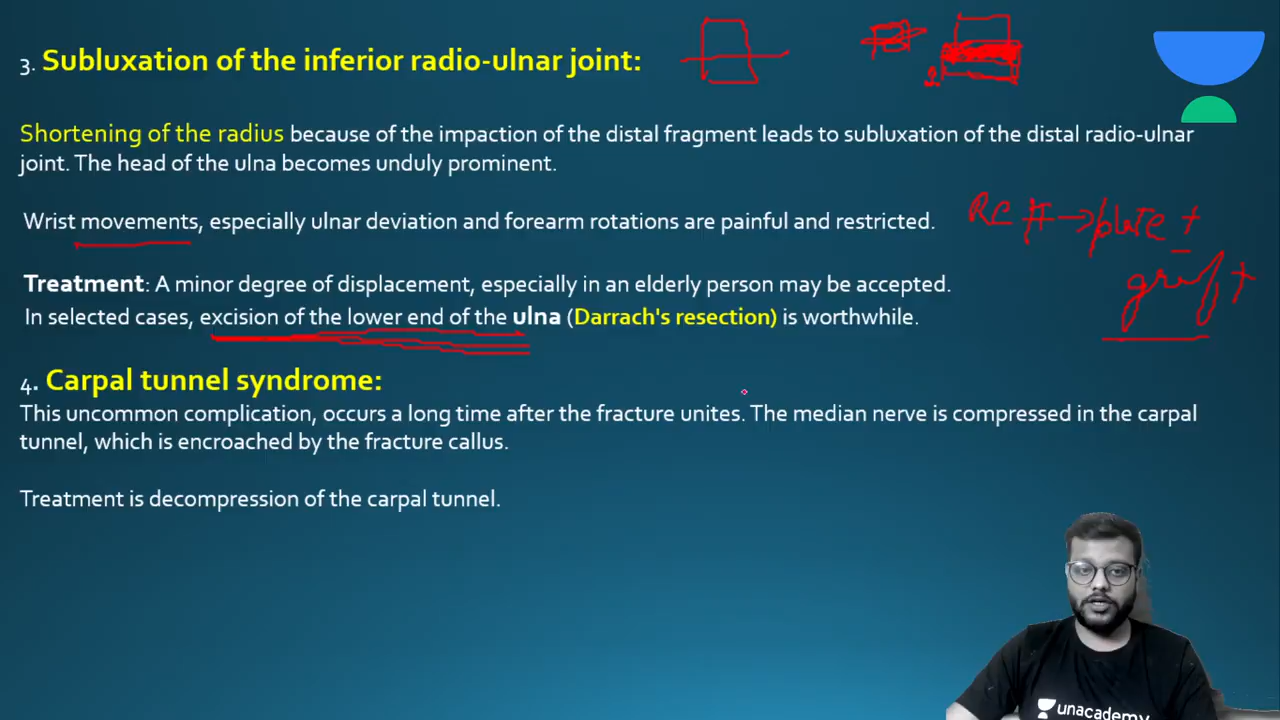 3. Subluxation of the inferior radio-ulnar joint:
Shortening of the radius because of the impaction of the distal fragment leads to subluxation of the distal radio-ulnar
joint. The head of the ulna becomes unduly prominent.
Wrist movements, especially ulnar deviation and forearm rotations are painful and restricted.
Re # → plate +
graft
Treatment: A minor degree of displacement, especially in an elderly person may be accepted.
In selected cases, excision of the lower end of the ulna (Darrach's resection) is worthwhile.
4. Carpal tunnel syndrome:
This uncommon complication, occurs a long time after the fracture unites. The median nerve is compressed in the carpal
tunnel, which is encroached by the fracture callus.
Treatment is decompression of the carpal tunnel.
unacademy